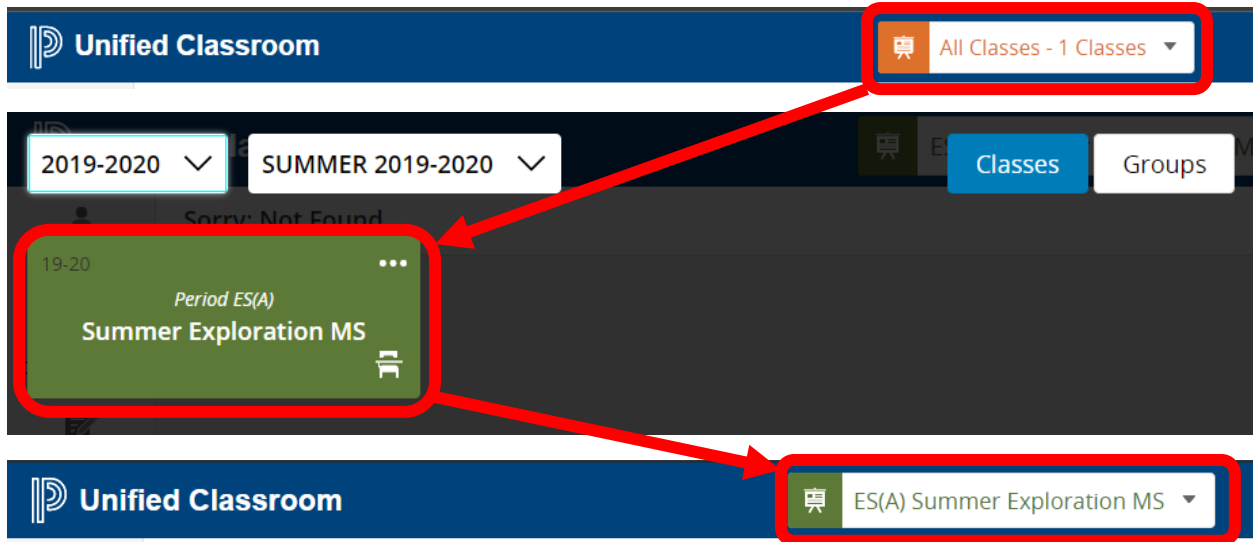 Unified Classroom
All Classes - 1 Classes
2019-2020
SUMMER 2019-2020
Classes
Groups
Sorry: Not Found
19-20
Period ES(A)
Summer Exploration MS
Unified Classroom
ES(A) Summer Exploration MS